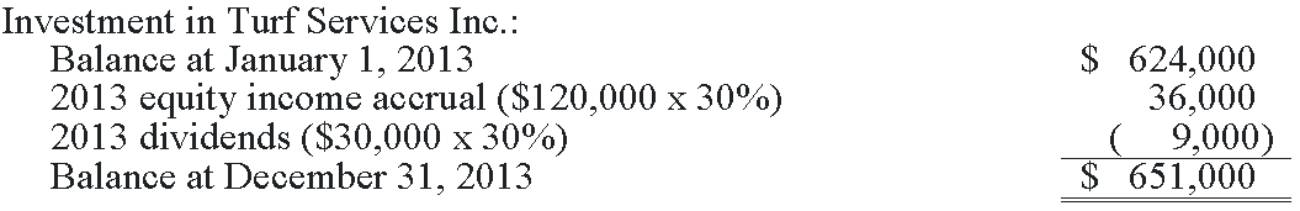 Investment in Turf Services Inc.:
Balance at January 1, 2013 $ 624,000
2013 equity income accrual ($120,000 x 30%) 36,000
2013 dividends ($30,000 x 30%) ( 9,000)
Balance at December 31, 2013 $ 651,000